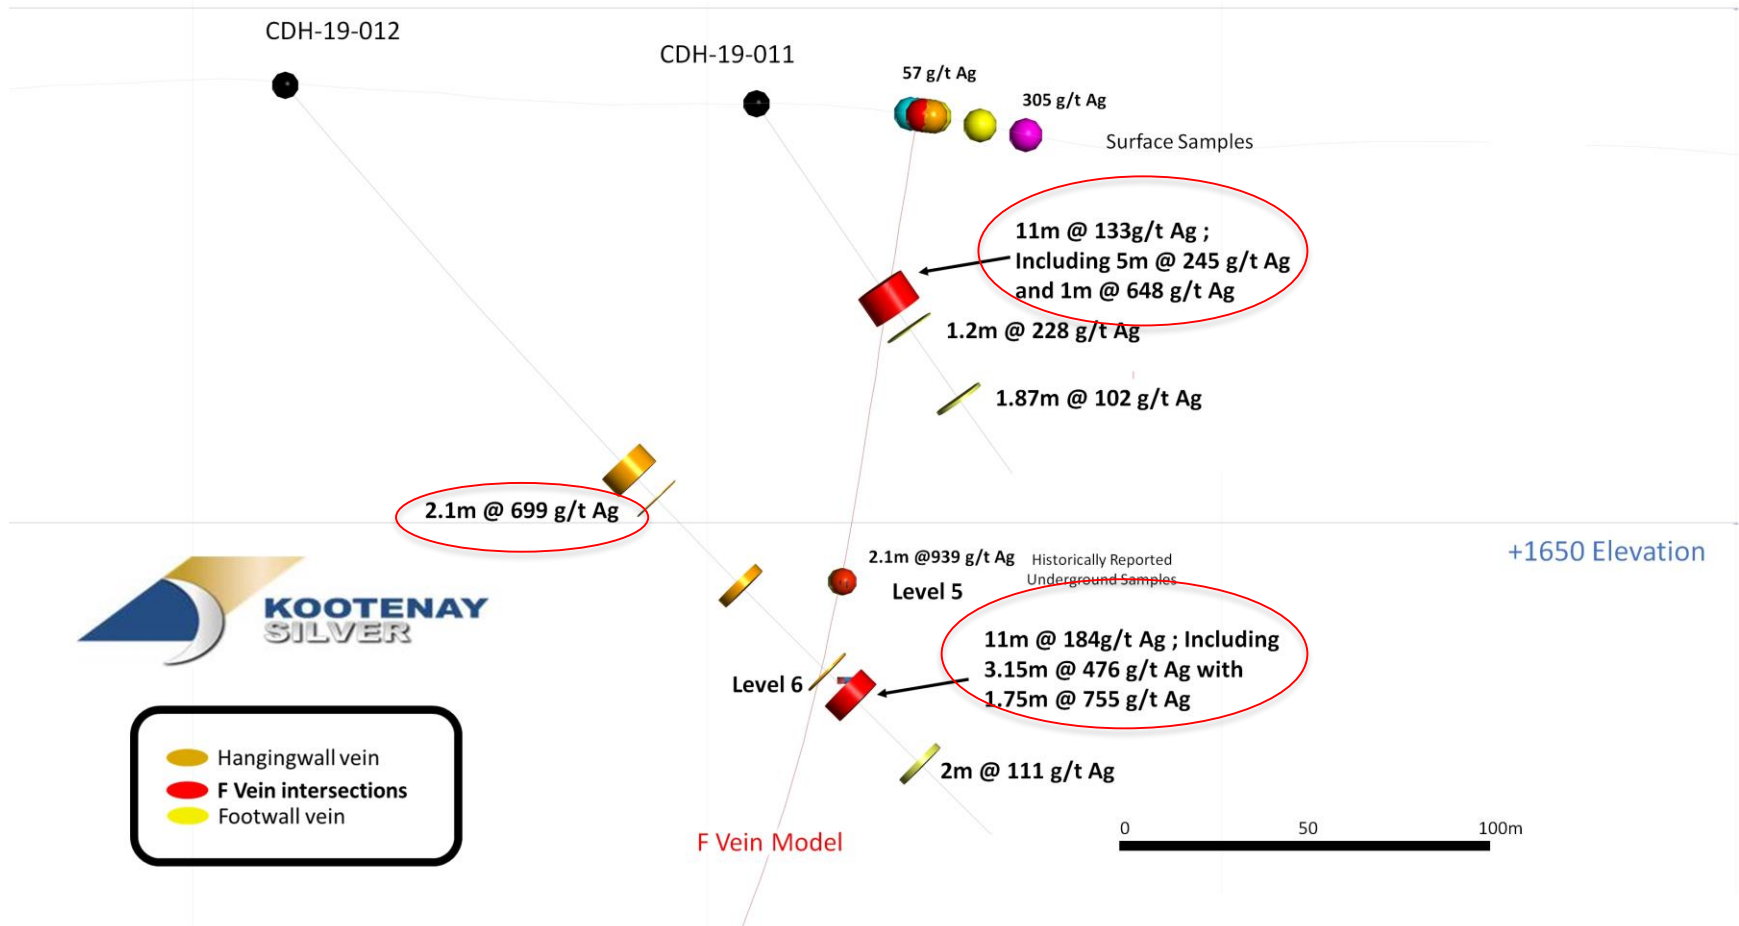 CDH-19-012
CDH-19-011
57 g/t Ag
305 g/t Ag
Surface Samples
11m @ 133g/t Ag ;
Including 5m @ 245 g/t Ag
and 1m @ 648 g/t Ag
1.2m @ 228 g/t Ag
1.87m @ 102 g/t Ag
2.1m @ 699 g/t Ag
+1650 Elevation
2.1m @939 g/t Ag
Historically Reported
Underground Samples
Level 5
KOOTENAY
SILVER
11m @ 184g/t Ag ; Including
3.15m @ 476 g/t Ag with
1.75m @ 755 g/t Ag
Level 6
2m @ 111 g/t Ag
Hangingwall vein
F Vein intersections
Footwall vein
F Vein Model
0 50 100m